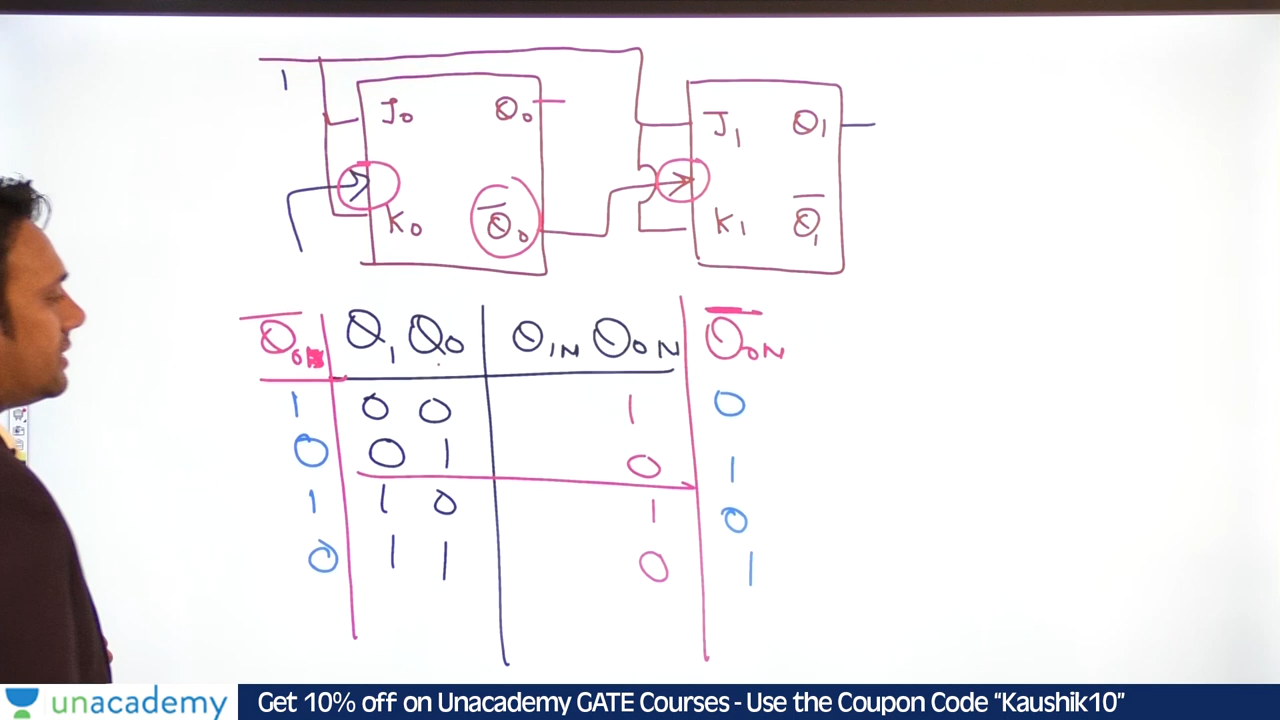 1
J₀ Q₀
K₀ Q̅₀
J₁ Q₁
K₁ Q̅₁
Q̅₀ₙ Q₁ Q₀ Q₁N Q₀N Q̅₀N
1 0 0 1 0
0 0 1 0 1
1 1 0 1 0
0 1 1 0 1
unacademy Get 10% off on Unacademy GATE Courses - Use the Coupon Code “Kaushik10”